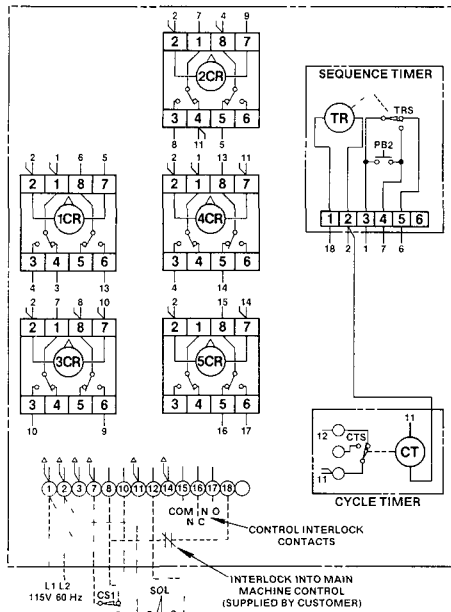 2 7 4 9
2 1 8 7
2CR
3 4 5 6
8 11 5
SEQUENCE TIMER
TR
TRS
PB2
1 2 3 4 5 6
18 2 1 7 6
2 1 6 5
2 1 8 7
1CR
3 4 5 6
4 3 13
2 1 13 11
2 1 8 7
4CR
3 4 5 6
4 14
2 7 8 10
2 1 8 7
3CR
3 4 5 6
10 9
2 15 14
2 1 8 7
5CR
3 4 5 6
16 17
12
CTS
11
11
CT
CYCLE TIMER
1 2 3 7 8 10 11 12 14 15 16 17 18
COM N O
N C
CONTROL INTERLOCK
CONTACTS
L1 L2
115V 60 Hz
CS1
SOL
INTERLOCK INTO MAIN
MACHINE CONTROL
(SUPPLIED BY CUSTOMER)